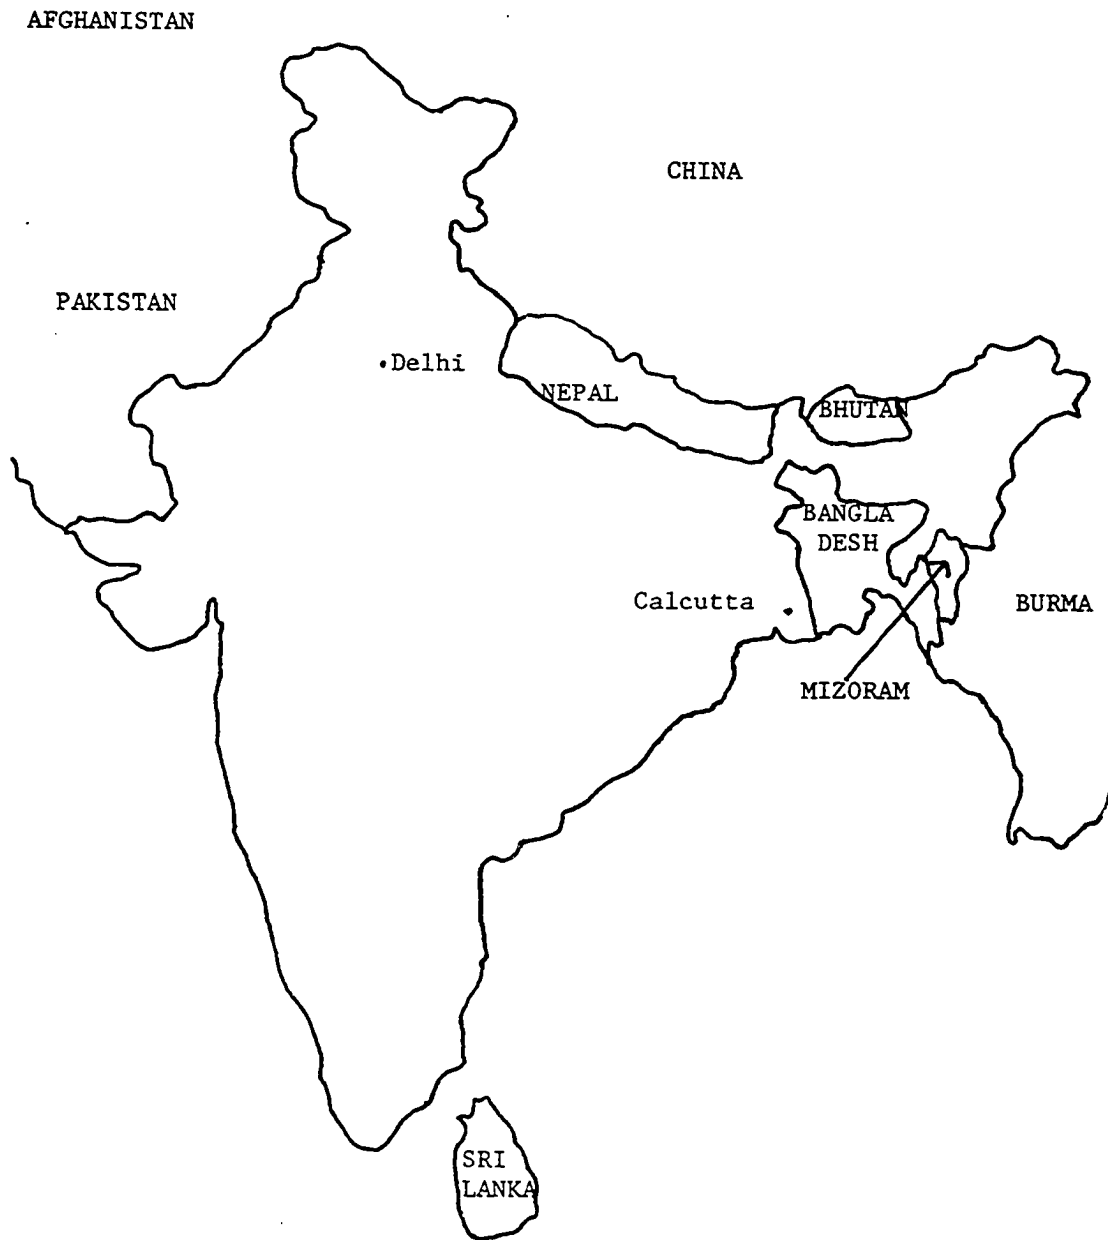 AFGHANISTAN
CHINA
PAKISTAN
Delhi
NEPAL
BHUTAN
BANGLA
DESH
Calcutta
BURMA
MIZORAM
SRI
LANKA